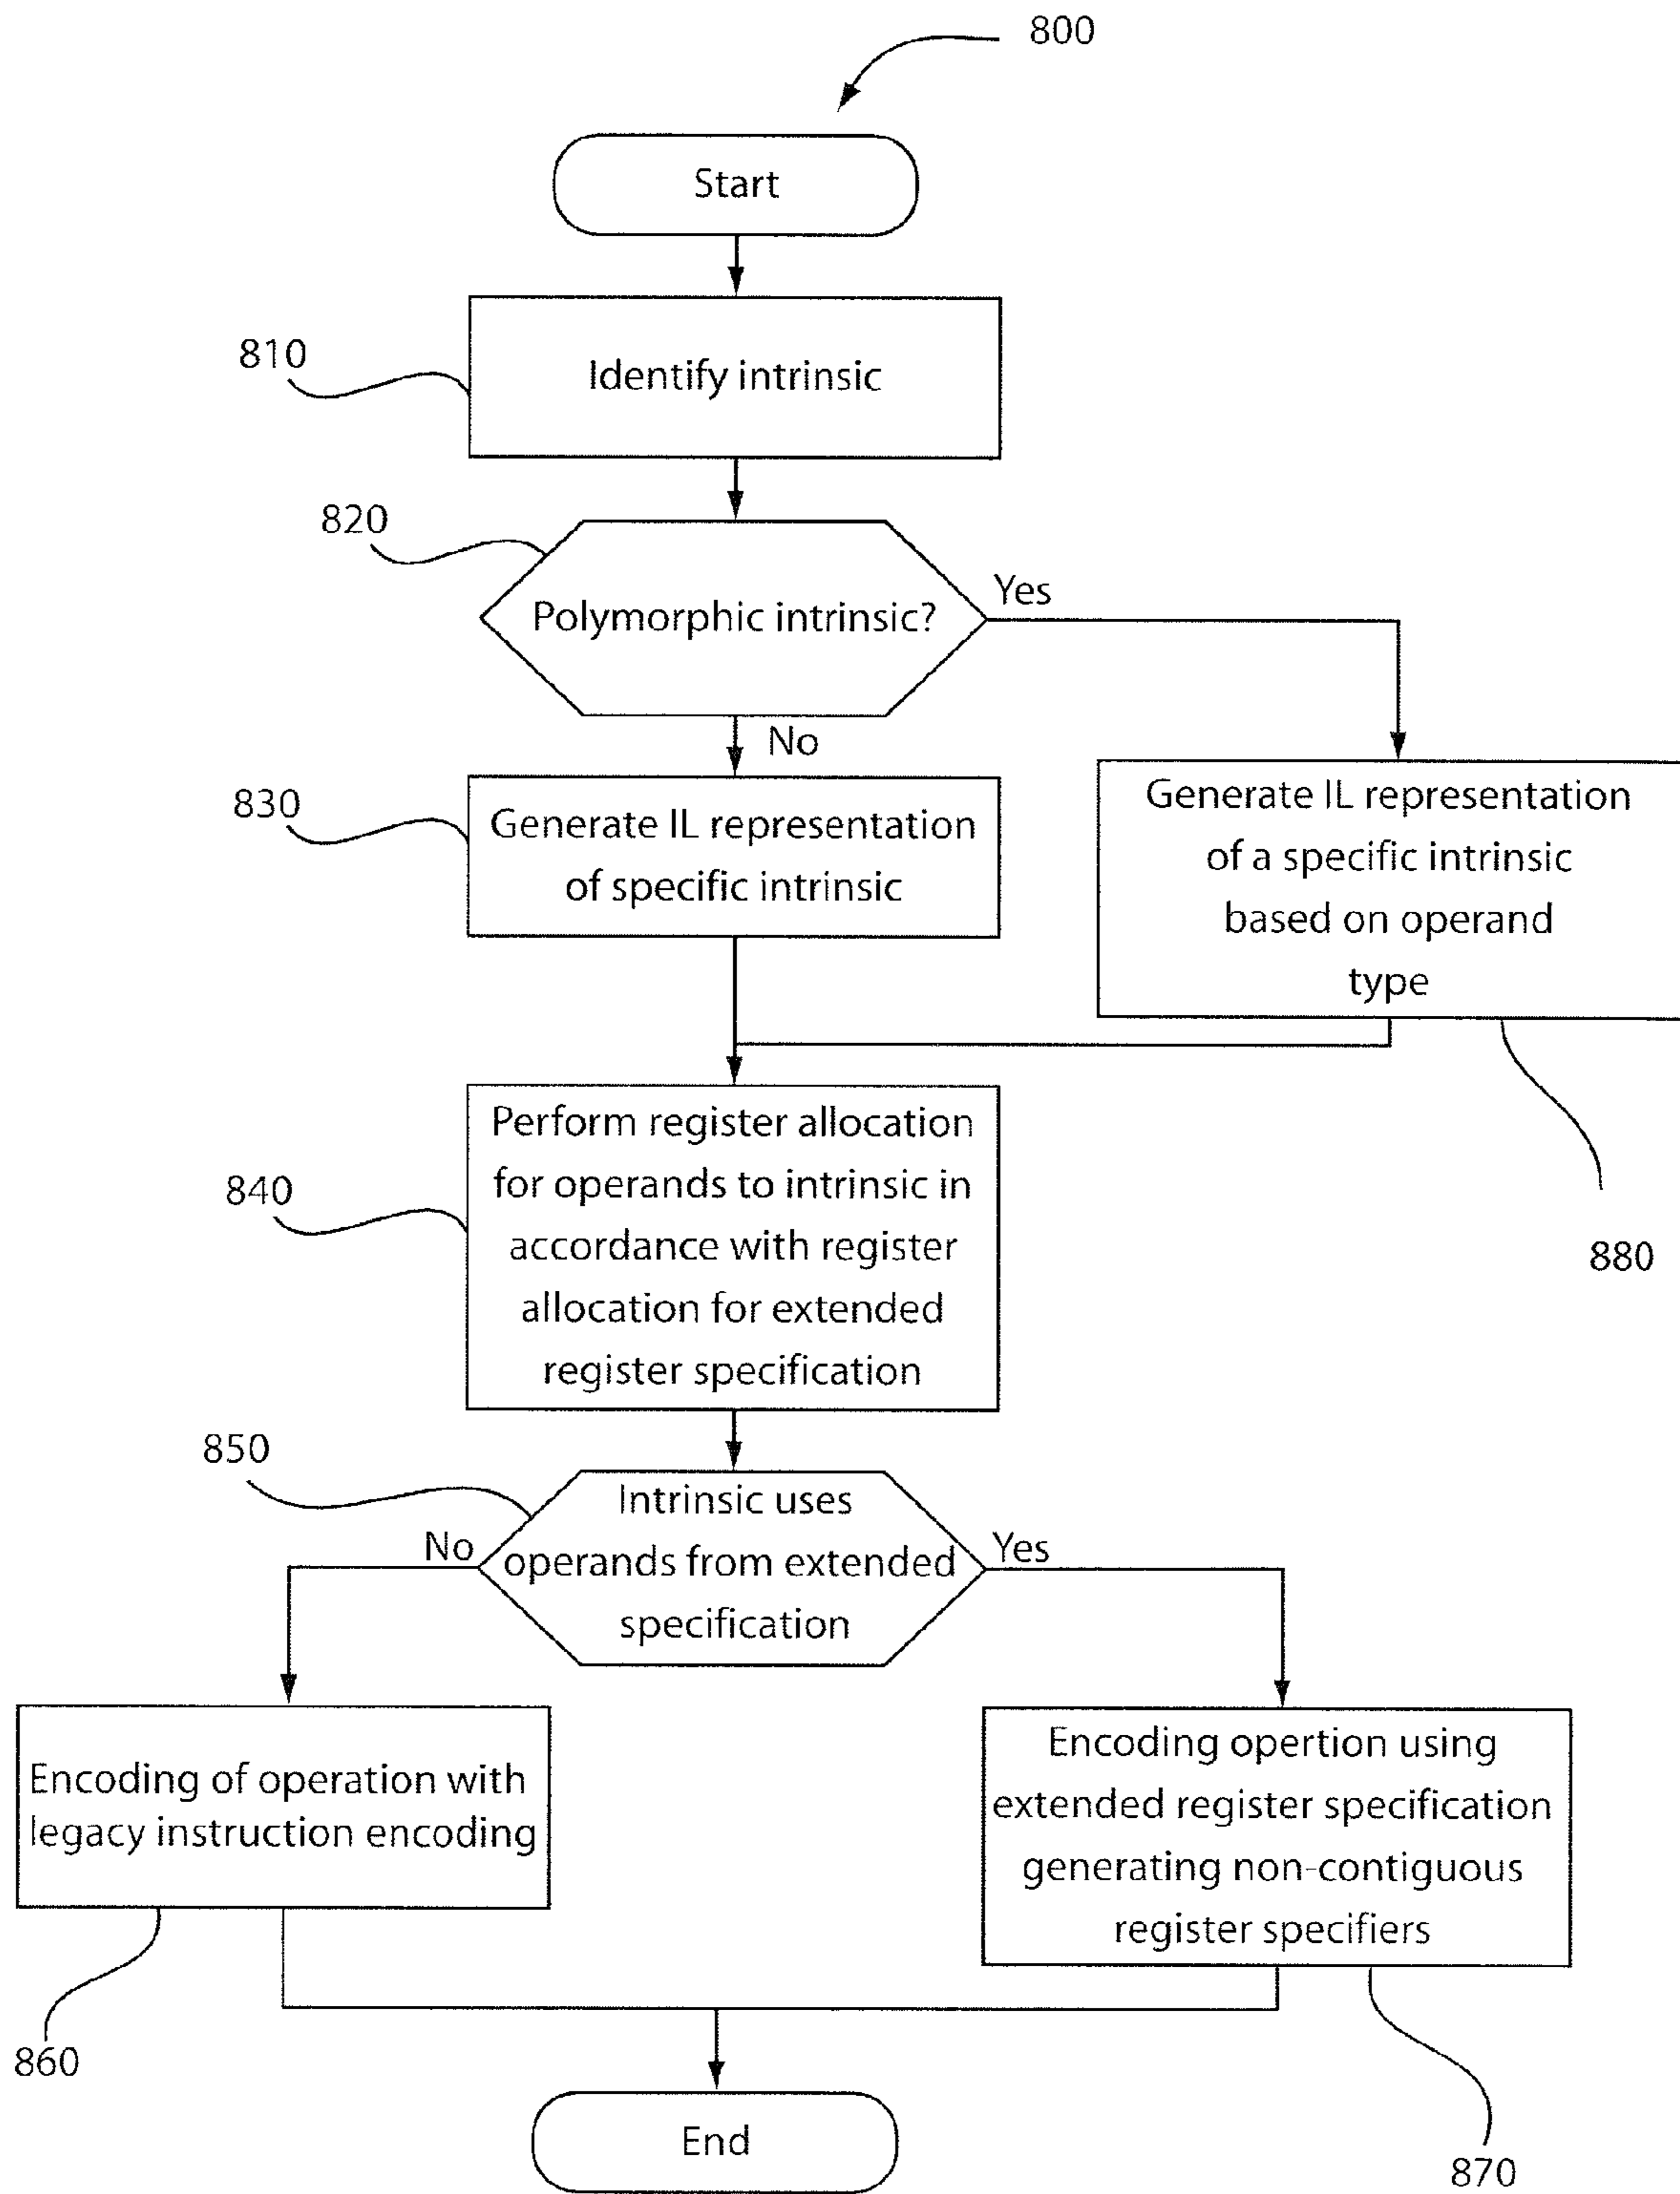 800
Start
810
Identify intrinsic
820
Polymorphic intrinsic?
Yes
No
830
Generate IL representation
of specific intrinsic
Generate IL representation
of a specific intrinsic
based on operand
type
880
840
Perform register allocation
for operands to intrinsic in
accordance with register
allocation for extended
register specification
850
Intrinsic uses
operands from extended
specification
No
Yes
Encoding of operation with
legacy instruction encoding
860
Encoding opertion using
extended register specification
generating non-contiguous
register specifiers
870
End